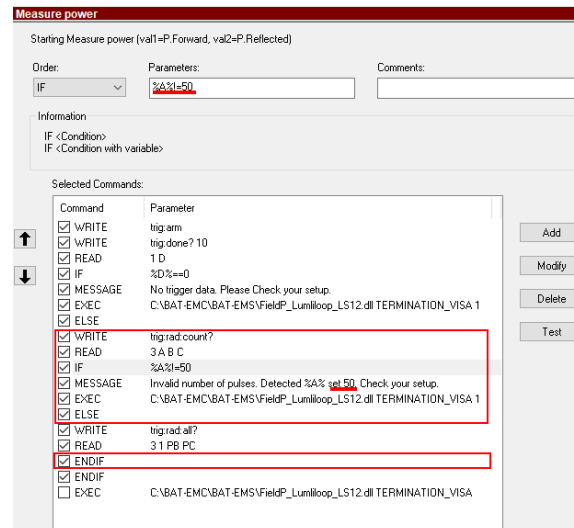 Measure power
Starting Measure power (val1=P.Forward, val2=P.Reflected)
Order: Parameters: Comments:
IF %A%!=50
Information
IF <Condition>
IF <Condition with variable>
Selected Commands:
Command Parameter
WRITE trig:arm
WRITE trig:done? 10
READ 1 D
IF %D%==0
MESSAGE No trigger data. Please Check your setup.
EXEC C:\BAT-EMC\BAT-EMS\FieldP_Lumiloop_LS12.dll TERMINATION_VISA 1
ELSE
WRITE trig:rad:count?
READ 3 A B C
IF %A%!=50
MESSAGE Invalid number of pulses. Detected %A% set 50. Check your setup.
EXEC C:\BAT-EMC\BAT-EMS\FieldP_Lumiloop_LS12.dll TERMINATION_VISA 1
ELSE
WRITE trig:rad:all?
READ 3 1 PB PC
ENDIF
ENDIF
EXEC C:\BAT-EMC\BAT-EMS\FieldP_Lumiloop_LS12.dll TERMINATION_VISA
Add
Modify
Delete
Test